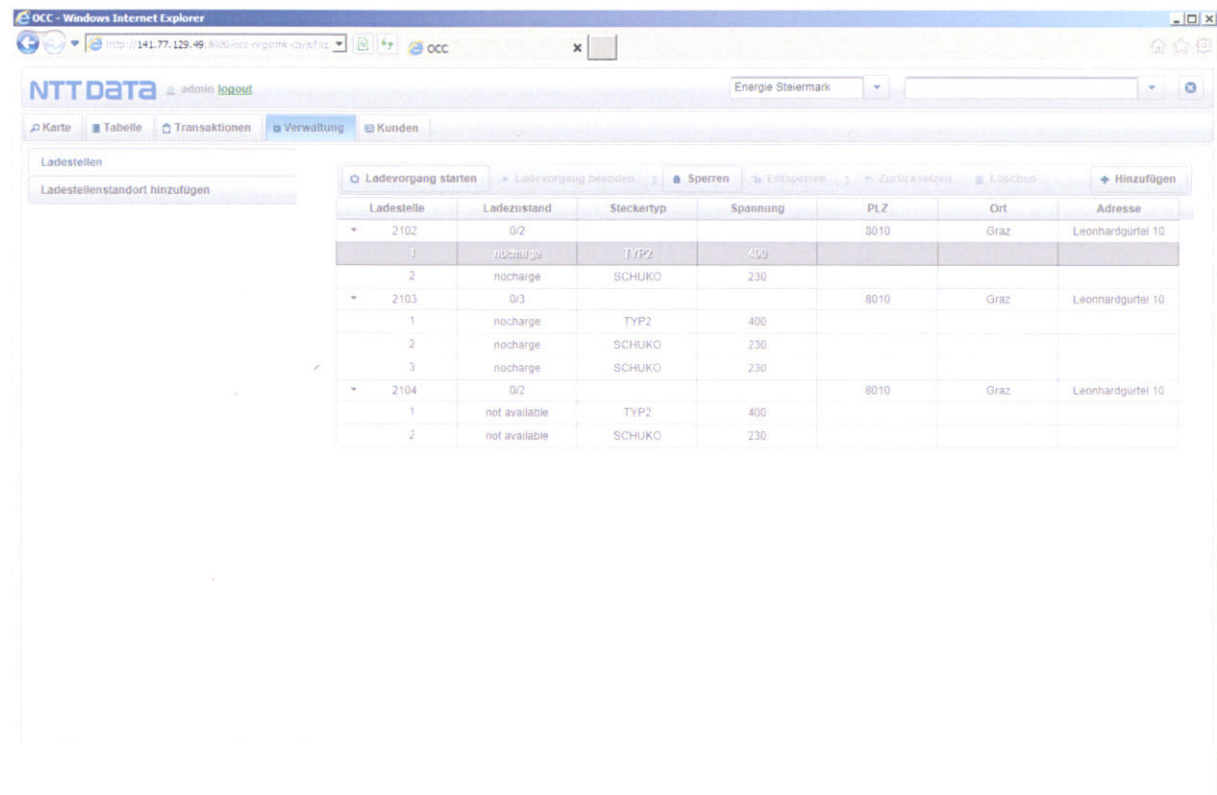 OCC - Windows Internet Explorer
141.77.129.49
OCC
NTT DATA admin logout
Energie Steiermark
Karte Tabelle Transaktionen Verwaltung Kunden
Ladestellen
Ladestellenstandort hinzufügen
Ladevorgang starten Ladevorgang beenden Sperren Entsperren Zurücksetzen Löschen Hinzufügen
Ladestelle Ladezustand Steckertyp Spannung PLZ Ort Adresse
2102 0/2 8010 Graz Leonhardgürtel 10
1 nocharge TYP2 400
2 nocharge SCHUKO 230
2103 0/3 8010 Graz Leonhardgürtel 10
1 nocharge TYP2 400
2 nocharge SCHUKO 230
3 nocharge SCHUKO 230
2104 0/2 8010 Graz Leonhardgürtel 10
1 not available TYP2 400
2 not available SCHUKO 230